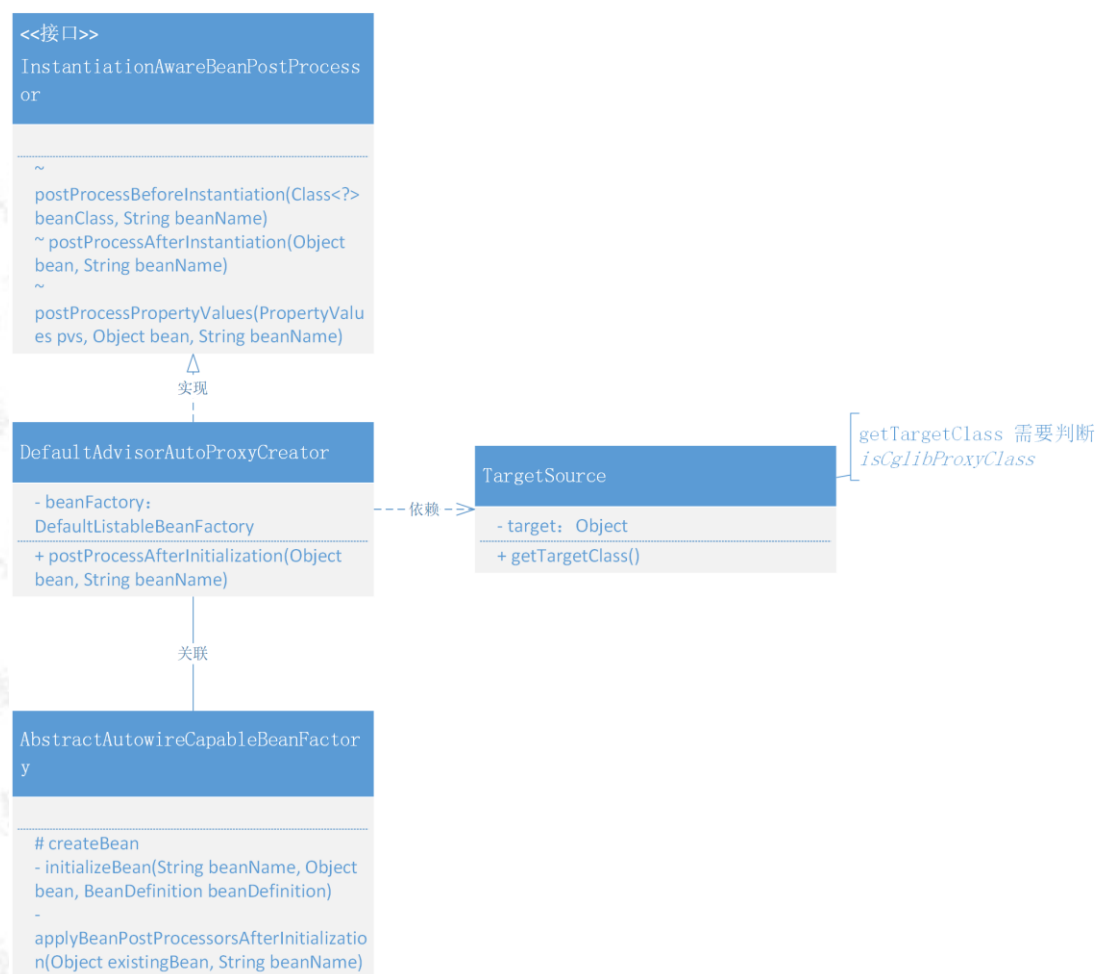 <<接口>>
InstantiationAwareBeanPostProcess
or
~
postProcessBeforeInstantiation(Class<?>
beanClass, String beanName)
~ postProcessAfterInstantiation(Object
bean, String beanName)
~
postProcessPropertyValues(PropertyValu
es pvs, Object bean, String beanName)
实现
DefaultAdvisorAutoProxyCreator
- beanFactory：
DefaultListableBeanFactory
+ postProcessAfterInitialization(Object
bean, String beanName)
依赖
TargetSource
- target：Object
+ getTargetClass()
getTargetClass 需要判断
isCglibProxyClass
关联
AbstractAutowireCapableBeanFactor
y
# createBean
- initializeBean(String beanName, Object
bean, BeanDefinition beanDefinition)
-
applyBeanPostProcessorsAfterInitializatio
n(Object existingBean, String beanName)